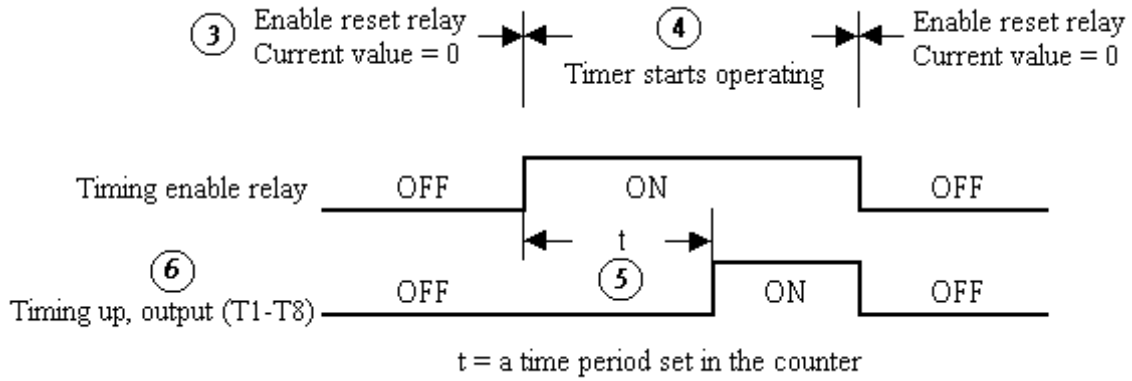 3 Enable reset relay
Current value = 0
4
Timer starts operating
Enable reset relay
Current value = 0
Timing enable relay OFF ON OFF
t
5
6
Timing up, output (T1-T8) OFF ON OFF
t = a time period set in the counter